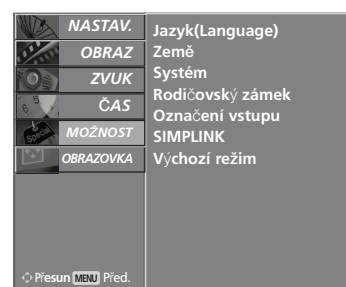 NASTAV.
OBRAZ
ZVUK
ČAS
MOŽNOST
OBRAZOVKA
Přesun MENU Před.
Jazyk(Language)
Země
Systém
Rodičovský zámek
Označení vstupu
SIMPLINK
Výchozí režim